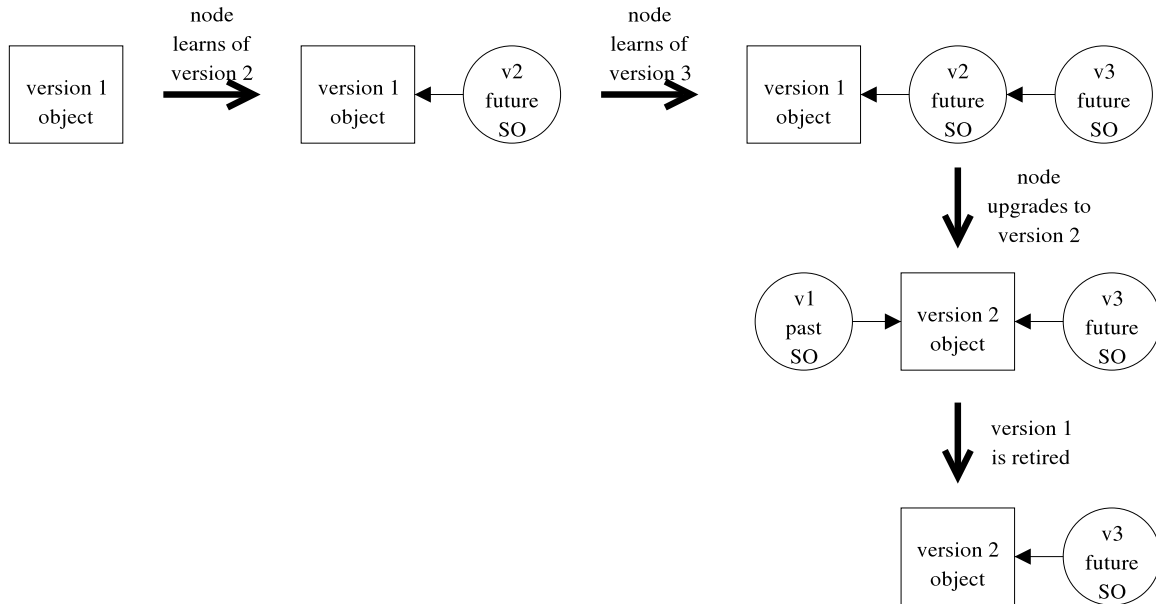 node
learns of
version 2
node
learns of
version 3
version 1
object
version 1
object
v2
future
SO
version 1
object
v2
future
SO
v3
future
SO
node
upgrades to
version 2
v1
past
SO
version 2
object
v3
future
SO
version 1
is retired
version 2
object
v3
future
SO